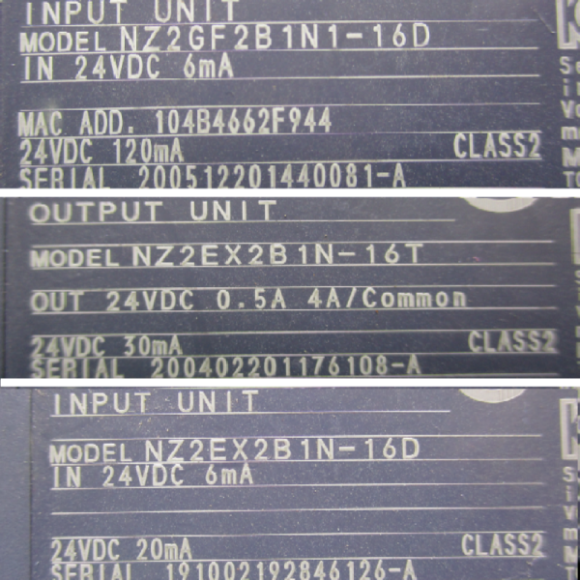 INPUT UNIT
MODEL NZ2GF2B1N1-16D
IN 24VDC 6mA
MAC ADD. 104B4662F944
24VDC 120mA CLASS2
SERIAL 200512201440081-A
OUTPUT UNIT
MODEL NZ2EX2B1N-16T
OUT 24VDC 0.5A 4A/Common
24VDC 30mA CLASS2
SERIAL 200402201176108-A
INPUT UNIT
MODEL NZ2EX2B1N-16D
IN 24VDC 6mA
24VDC 20mA CLASS2
SERIAL 191002192846126-A